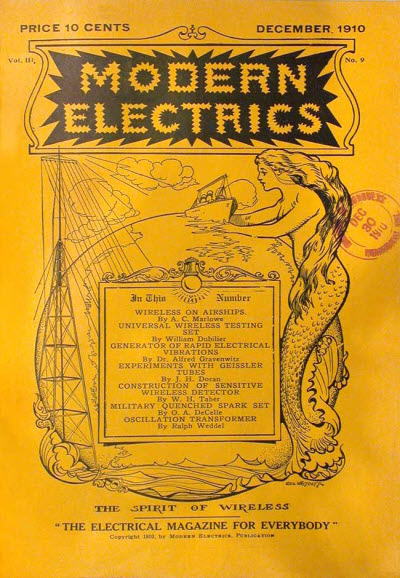 PRICE 10 CENTS DECEMBER, 1910
Vol. III, No. 9
MODERN
ELECTRICS
In This Number
WIRELESS ON AIRSHIPS.
By A. C. Marlowe
UNIVERSAL WIRELESS TESTING
SET
By William Dubilier
GENERATOR OF RAPID ELECTRICAL
VIBRATIONS
By Dr. Alfred Gravenwitz
EXPERIMENTS WITH GEISSLER
TUBES
By J. H. Doran
CONSTRUCTION OF SENSITIVE
WIRELESS DETECTOR
By W. H. Taber
MILITARY QUENCHED SPARK SET
By O. A. DeCelle
OSCILLATION TRANSFORMER
By Ralph Weddel
DEC
30
1910
THE SPIRIT OF WIRELESS
"THE ELECTRICAL MAGAZINE FOR EVERYBODY"
Copyright 1910, by MODERN ELECTRICS, PUBLICATION